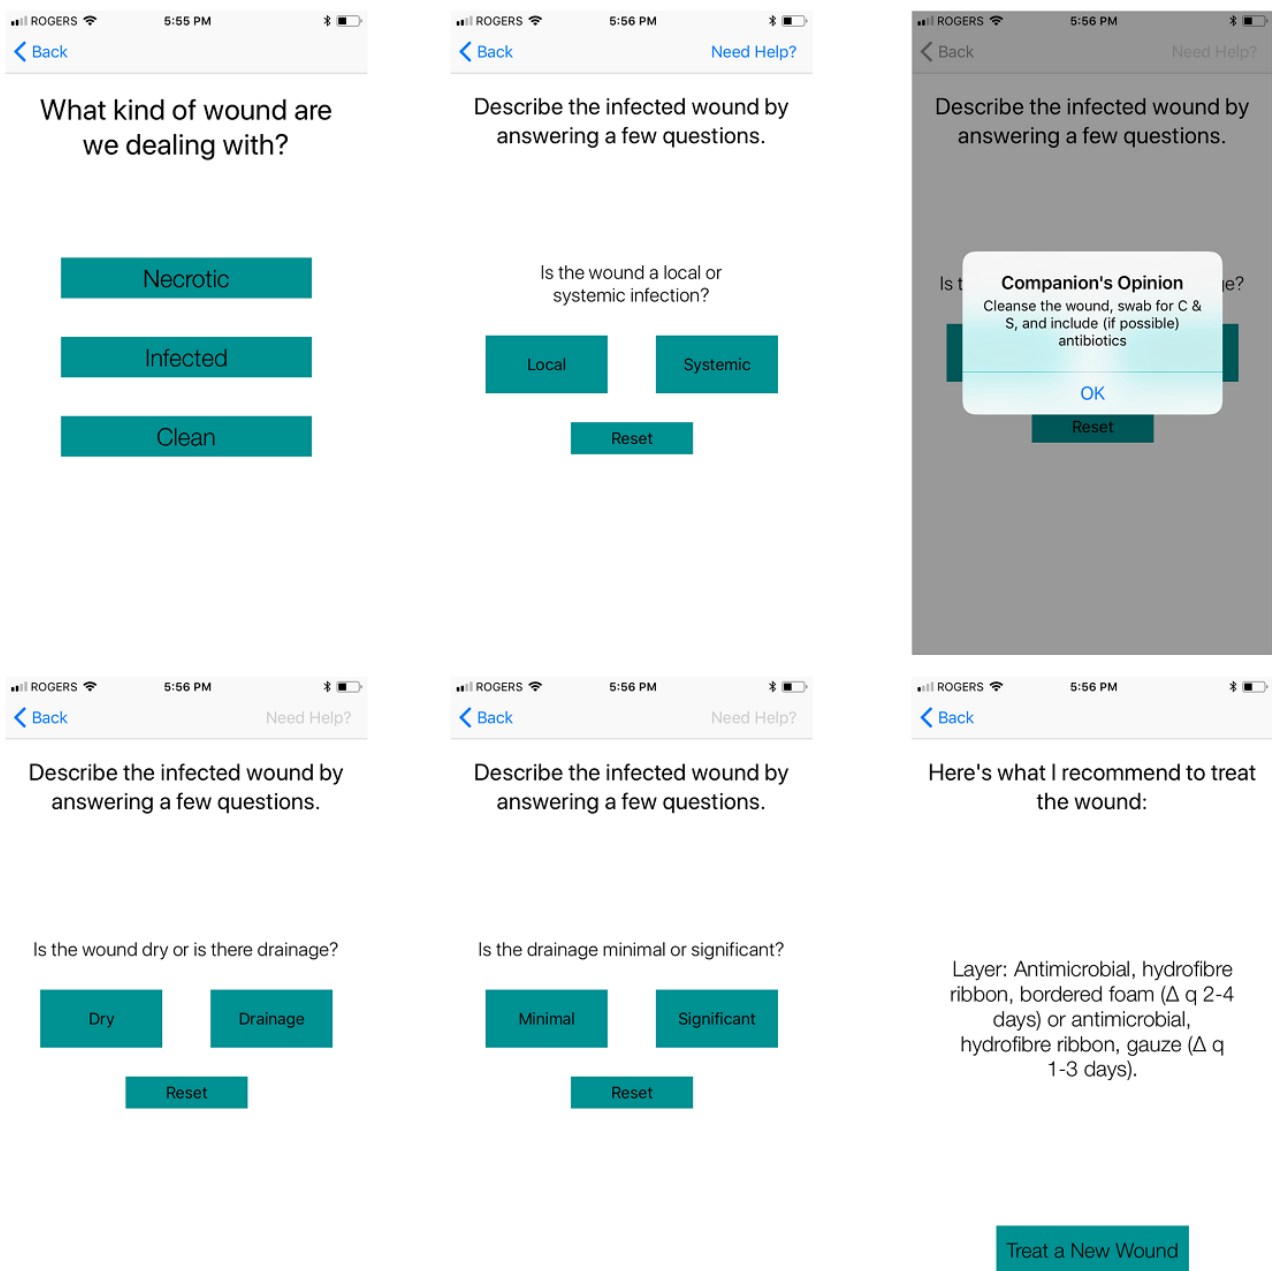 ROGERS 5:55 PM
Back
What kind of wound are
we dealing with?
Necrotic
Infected
Clean
ROGERS 5:56 PM
Back Need Help?
Describe the infected wound by
answering a few questions.
Is the wound a local or
systemic infection?
Local Systemic
Reset
ROGERS 5:56 PM
Back Need Help?
Describe the infected wound by
answering a few questions.
Is t
ge?
Companion's Opinion
Cleanse the wound, swab for C &
S, and include (if possible)
antibiotics
OK
Reset
ROGERS 5:56 PM
Back Need Help?
Describe the infected wound by
answering a few questions.
Is the wound dry or is there drainage?
Dry Drainage
Reset
ROGERS 5:56 PM
Back Need Help?
Describe the infected wound by
answering a few questions.
Is the drainage minimal or significant?
Minimal Significant
Reset
ROGERS 5:56 PM
Back
Here's what I recommend to treat
the wound:
Layer: Antimicrobial, hydrofibre
ribbon, bordered foam (Δ q 2-4
days) or antimicrobial,
hydrofibre ribbon, gauze (Δ q
1-3 days).
Treat a New Wound